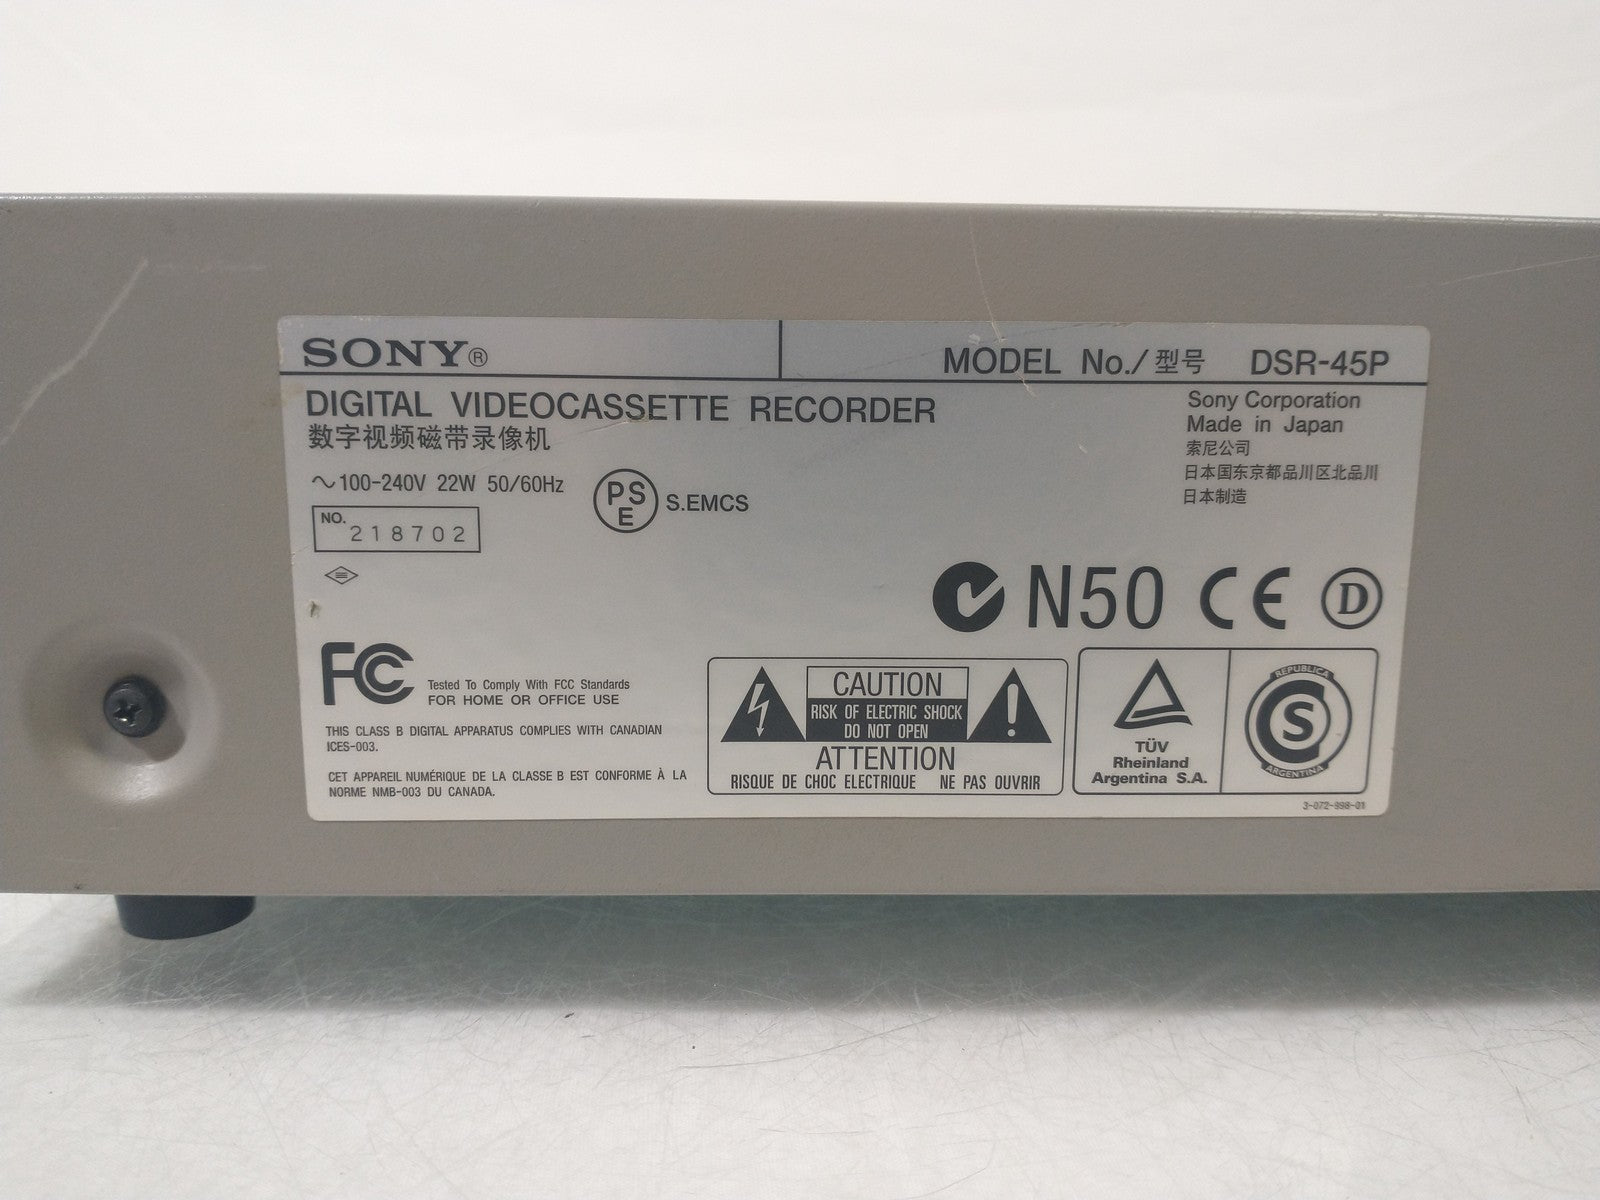 SONY®
MODEL No./型号 DSR-45P
DIGITAL VIDEOCASSETTE RECORDER
数字视频磁带录像机
Sony Corporation
Made in Japan
索尼公司
日本国东京都品川区北品川
日本制造
~100-240V 22W 50/60Hz
PS
E
S.EMCS
NO. 218702
N50 CE D
FC
Tested To Comply With FCC Standards
FOR HOME OR OFFICE USE
THIS CLASS B DIGITAL APPARATUS COMPLIES WITH CANADIAN
ICES-003.
CET APPAREIL NUMÉRIQUE DE LA CLASSE B EST CONFORME À LA
NORME NMB-003 DU CANADA.
CAUTION
RISK OF ELECTRIC SHOCK
DO NOT OPEN
ATTENTION
RISQUE DE CHOC ELECTRIQUE NE PAS OUVRIR
TÜV
Rheinland
Argentina S.A.
REPUBLICA
S
ARGENTINA
3-072-998-01